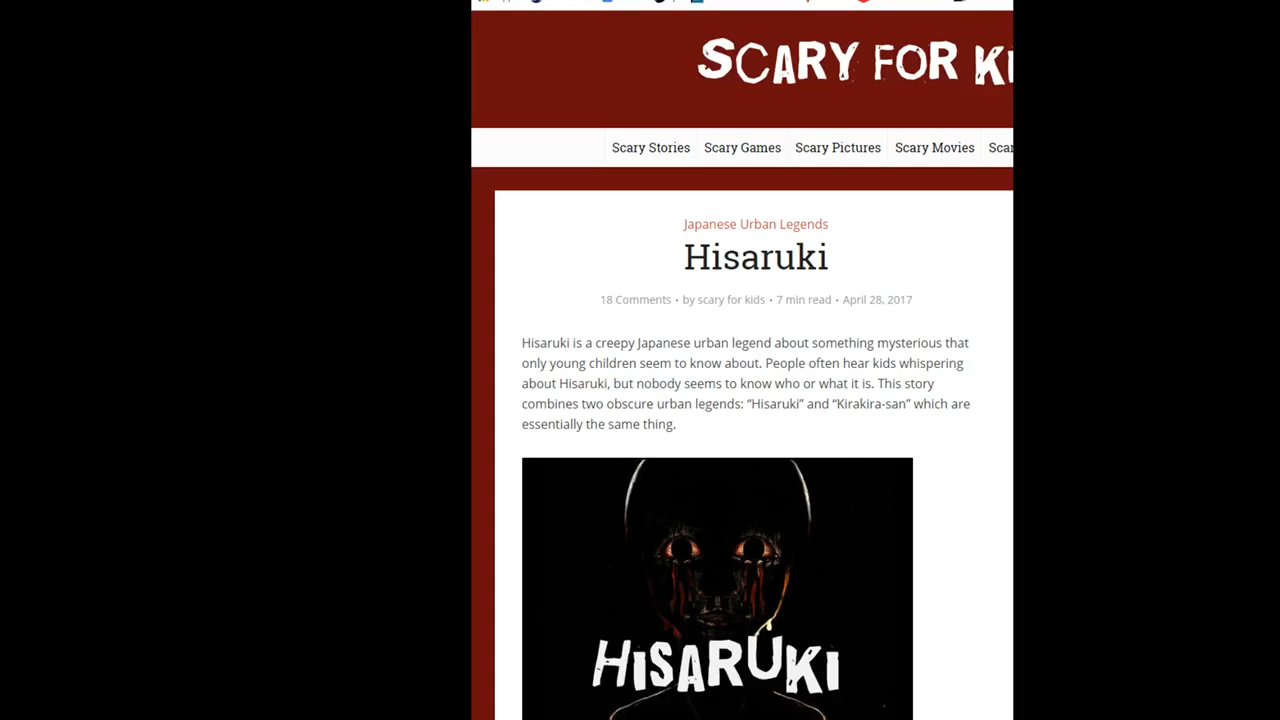 SCARY FOR
Scary Stories Scary Games Scary Pictures Scary Movies
Japanese Urban Legends
Hisaruki
18 Comments • by scary for kids • 7 min read • April 28, 2017
Hisaruki is a creepy Japanese urban legend about something mysterious that
only young children seem to know about. People often hear kids whispering
about Hisaruki, but nobody seems to know who or what it is. This story
combines two obscure urban legends: “Hisaruki” and “Kirakira-san” which are
essentially the same thing.
HISARUKI